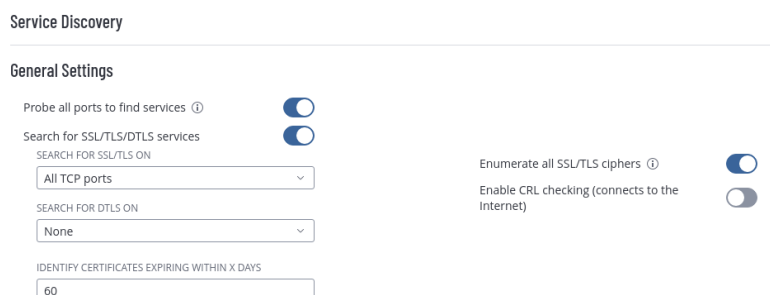 Service Discovery
General Settings
Probe all ports to find services
Search for SSL/TLS/DTLS services
SEARCH FOR SSL/TLS ON
All TCP ports
SEARCH FOR DTLS ON
None
IDENTIFY CERTIFICATES EXPIRING WITHIN X DAYS
60
Enumerate all SSL/TLS ciphers
Enable CRL checking (connects to the
Internet)